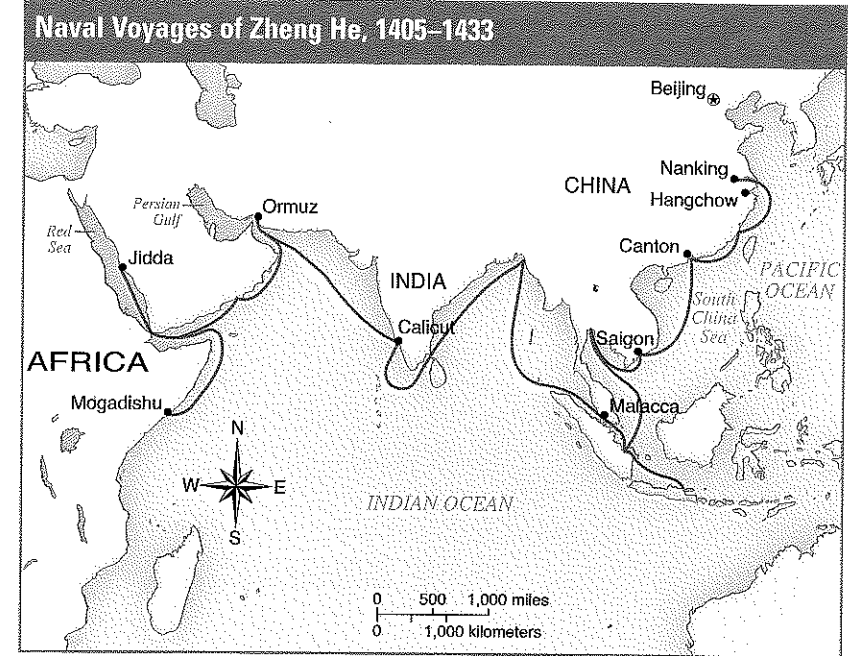 Naval Voyages of Zheng He, 1405–1433
Beijing
Nanking
CHINA
Hangchow
Persian
Gulf
Ormuz
Red
Sea
Jidda
Canton
PACIFIC
OCEAN
INDIA
South
China
Sea
Calicut
Saigon
AFRICA
Mogadishu
Malacca
N
W
E
S
INDIAN OCEAN
0 500 1,000 miles
0 1,000 kilometers